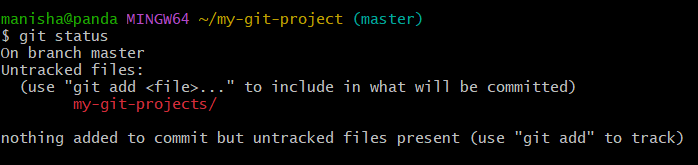 manisha@panda MINGW64 ~/my-git-project (master)
$ git status
On branch master
Untracked files:
  (use "git add <file>..." to include in what will be committed)
        my-git-projects/

nothing added to commit but untracked files present (use "git add" to track)